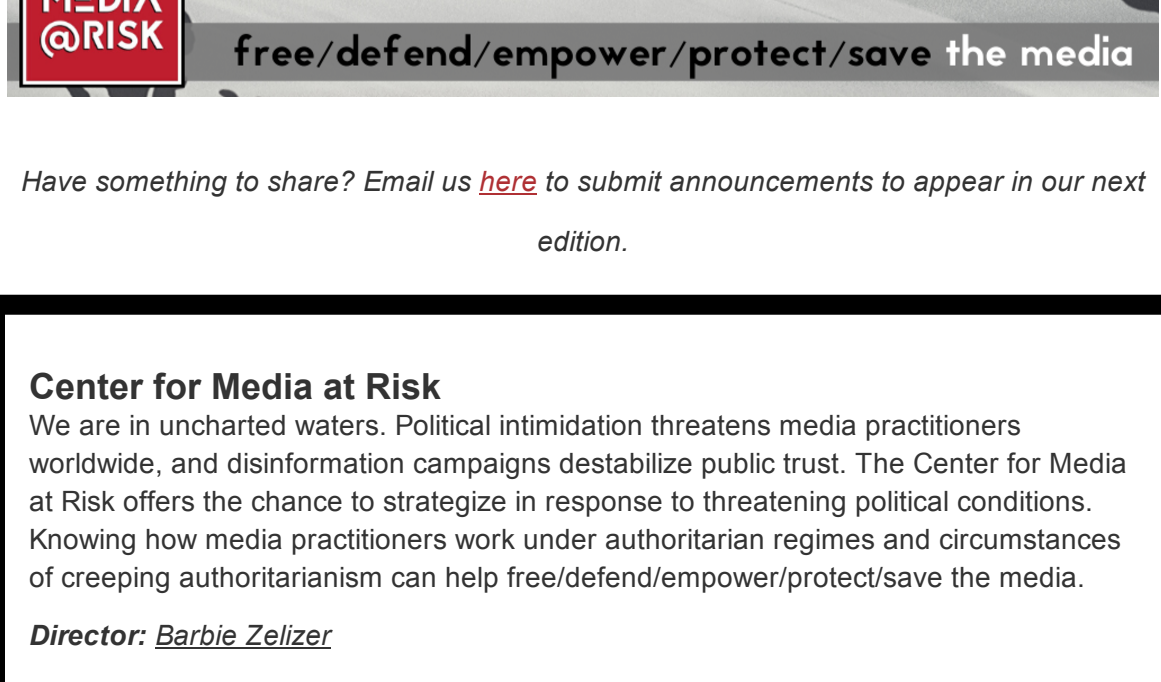 MEDIA
@RISK
free/defend/empower/protect/save the media
Have something to share? Email us here to submit announcements to appear in our next
edition.
Center for Media at Risk
We are in uncharted waters. Political intimidation threatens media practitioners
worldwide, and disinformation campaigns destabilize public trust. The Center for Media
at Risk offers the chance to strategize in response to threatening political conditions.
Knowing how media practitioners work under authoritarian regimes and circumstances
of creeping authoritarianism can help free/defend/empower/protect/save the media.
Director: Barbie Zelizer